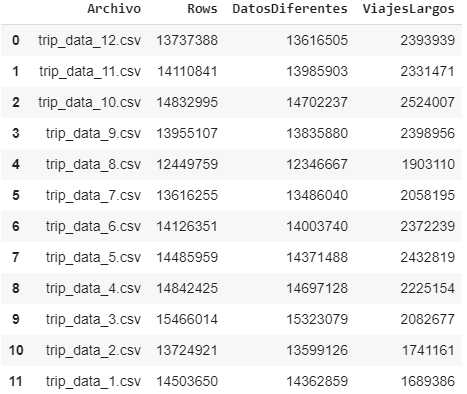 Archivo Rows DatosDiferentes ViajesLargos
0 trip_data_12.csv 13737388 13616505 2393939
1 trip_data_11.csv 14110841 13985903 2331471
2 trip_data_10.csv 14832995 14702237 2524007
3 trip_data_9.csv 13955107 13835880 2398956
4 trip_data_8.csv 12449759 12346667 1903110
5 trip_data_7.csv 13616255 13486040 2058195
6 trip_data_6.csv 14126351 14003740 2372239
7 trip_data_5.csv 14485959 14371488 2432819
8 trip_data_4.csv 14842425 14697128 2225154
9 trip_data_3.csv 15466014 15323079 2082677
10 trip_data_2.csv 13724921 13599126 1741161
11 trip_data_1.csv 14503650 14362859 1689386